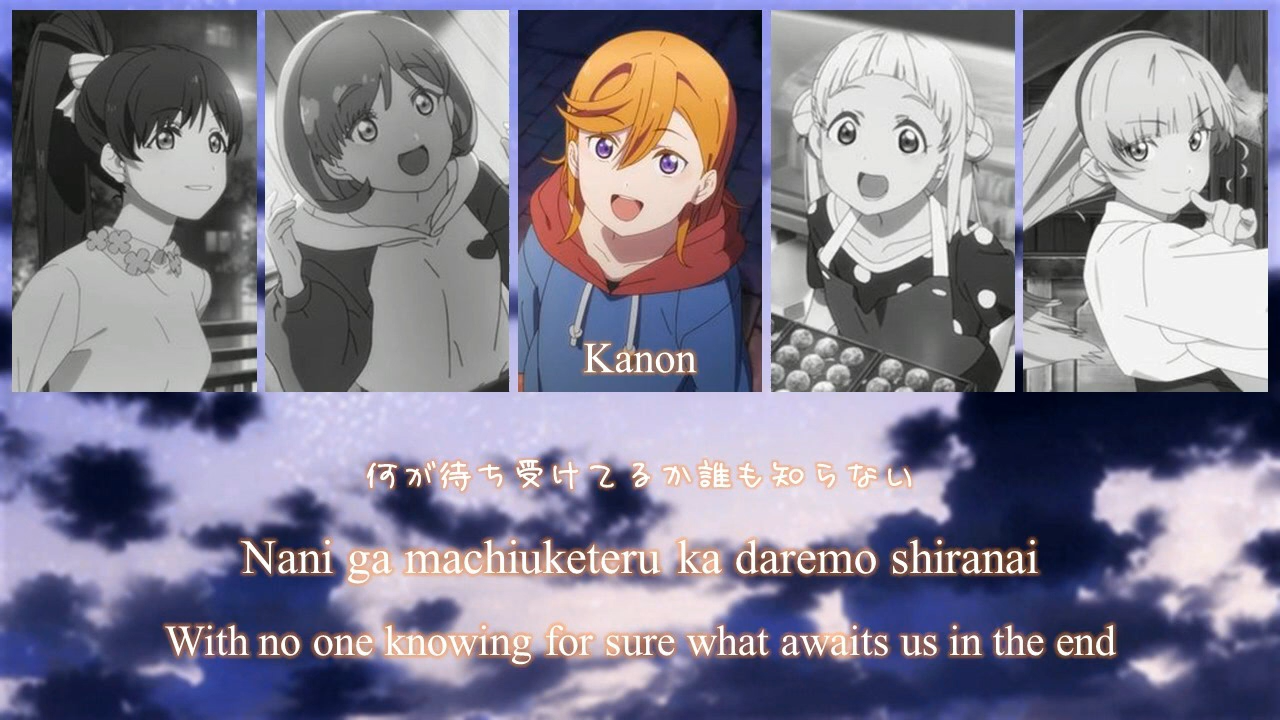 Kanon
何が待ち受けてるか誰も知らない
Nani ga machiuketeru ka daremo shiranai
With no one knowing for sure what awaits us in the end